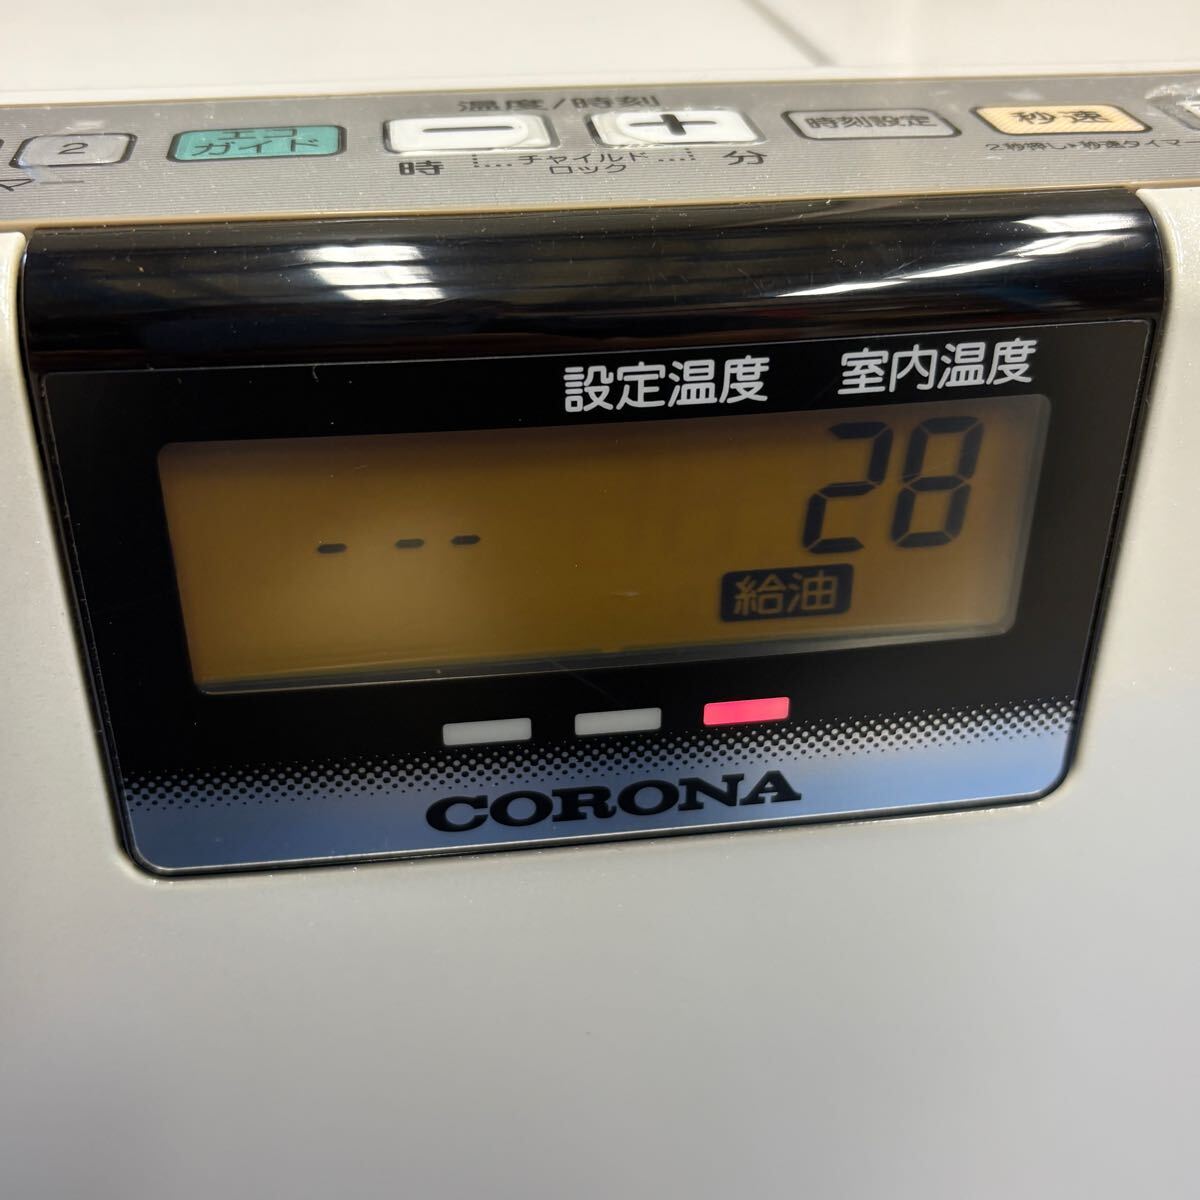 温度/時刻
2
エコ
ガイド
－
＋
時刻設定
秒速
時
チャイルド
ロック
分
2秒押し▶秒速タイマー
設定温度
室内温度
- --
28
給油
CORONA